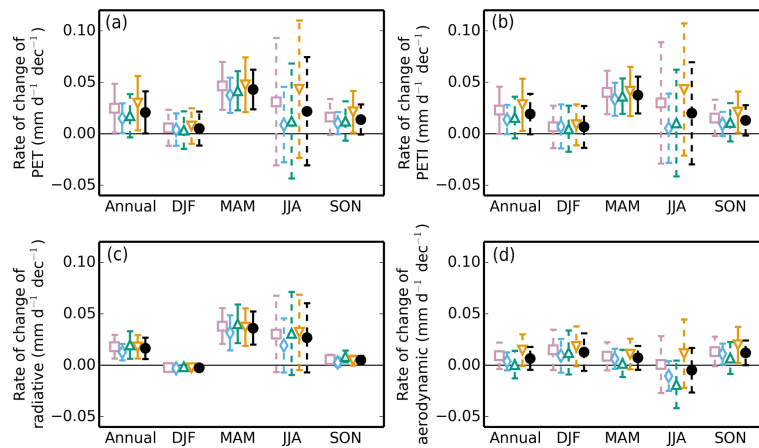 (a)
Rate of change of
PET (mm d⁻¹ dec⁻¹)
0.10
0.05
0.00
−0.05
Annual DJF MAM JJA SON
(b)
Rate of change of
PETI (mm d⁻¹ dec⁻¹)
0.10
0.05
0.00
−0.05
Annual DJF MAM JJA SON
(c)
Rate of change of
radiative (mm d⁻¹ dec⁻¹)
0.10
0.05
0.00
−0.05
Annual DJF MAM JJA SON
(d)
Rate of change of
aerodynamic (mm d⁻¹ dec⁻¹)
0.10
0.05
0.00
−0.05
Annual DJF MAM JJA SON